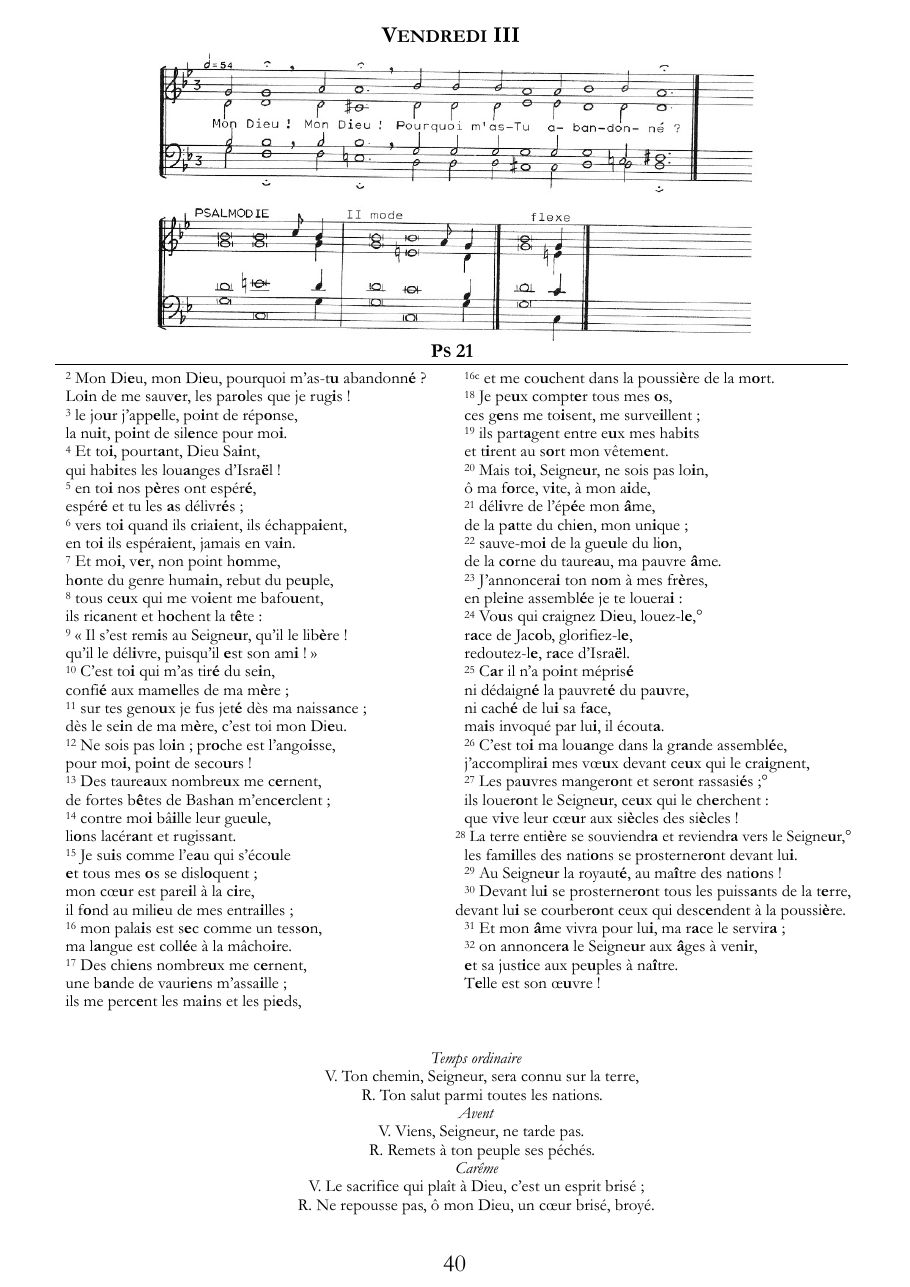 VENDREDI III
♩=54
3
Mon Dieu ! Mon Dieu ! Pourquoi m'as-Tu a- ban-don- né ?
3
PSALMODIE II mode flexe
PS 21
2 Mon Dieu, mon Dieu, pourquoi m’as-tu abandonné ?
Loin de me sauver, les paroles que je rugis !
3 le jour j’appelle, point de réponse,
la nuit, point de silence pour moi.
4 Et toi, pourtant, Dieu Saint,
qui habites les louanges d’Israël !
5 en toi nos pères ont espéré,
espéré et tu les as délivrés ;
6 vers toi quand ils criaient, ils échappaient,
en toi ils espéraient, jamais en vain.
7 Et moi, ver, non point homme,
honte du genre humain, rebut du peuple,
8 tous ceux qui me voient me bafouent,
ils ricanent et hochent la tête :
9 « Il s’est remis au Seigneur, qu’il le libère !
qu’il le délivre, puisqu’il est son ami ! »
10 C’est toi qui m’as tiré du sein,
confié aux mamelles de ma mère ;
11 sur tes genoux je fus jeté dès ma naissance ;
dès le sein de ma mère, c’est toi mon Dieu.
12 Ne sois pas loin ; proche est l’angoisse,
pour moi, point de secours !
13 Des taureaux nombreux me cernent,
de fortes bêtes de Bashan m’encerclent ;
14 contre moi bâille leur gueule,
lions lacérant et rugissant.
15 Je suis comme l’eau qui s’écoule
et tous mes os se disloquent ;
mon cœur est pareil à la cire,
il fond au milieu de mes entrailles ;
16 mon palais est sec comme un tesson,
ma langue est collée à la mâchoire.
17 Des chiens nombreux me cernent,
une bande de vauriens m’assaille ;
ils me percent les mains et les pieds,
16c et me couchent dans la poussière de la mort.
18 Je peux compter tous mes os,
ces gens me toisent, me surveillent ;
19 ils partagent entre eux mes habits
et tirent au sort mon vêtement.
20 Mais toi, Seigneur, ne sois pas loin,
ô ma force, vite, à mon aide,
21 délivre de l’épée mon âme,
de la patte du chien, mon unique ;
22 sauve-moi de la gueule du lion,
de la corne du taureau, ma pauvre âme.
23 J’annoncerai ton nom à mes frères,
en pleine assemblée je te louerai :
24 Vous qui craignez Dieu, louez-le,°
race de Jacob, glorifiez-le,
redoutez-le, race d’Israël.
25 Car il n’a point méprisé
ni dédaigné la pauvreté du pauvre,
ni caché de lui sa face,
mais invoqué par lui, il écouta.
26 C’est toi ma louange dans la grande assemblée,
j’accomplirai mes vœux devant ceux qui le craignent,
27 Les pauvres mangeront et seront rassasiés ;°
ils loueront le Seigneur, ceux qui le cherchent :
que vive leur cœur aux siècles des siècles !
28 La terre entière se souviendra et reviendra vers le Seigneur,°
les familles des nations se prosterneront devant lui.
29 Au Seigneur la royauté, au maître des nations !
30 Devant lui se prosterneront tous les puissants de la terre,
devant lui se courberont ceux qui descendent à la poussière.
31 Et mon âme vivra pour lui, ma race le servira ;
32 on annoncera le Seigneur aux âges à venir,
et sa justice aux peuples à naître.
Telle est son œuvre !
Temps ordinaire
V. Ton chemin, Seigneur, sera connu sur la terre,
R. Ton salut parmi toutes les nations.
Avent
V. Viens, Seigneur, ne tarde pas.
R. Remets à ton peuple ses péchés.
Carême
V. Le sacrifice qui plaît à Dieu, c’est un esprit brisé ;
R. Ne repousse pas, ô mon Dieu, un cœur brisé, broyé.
40